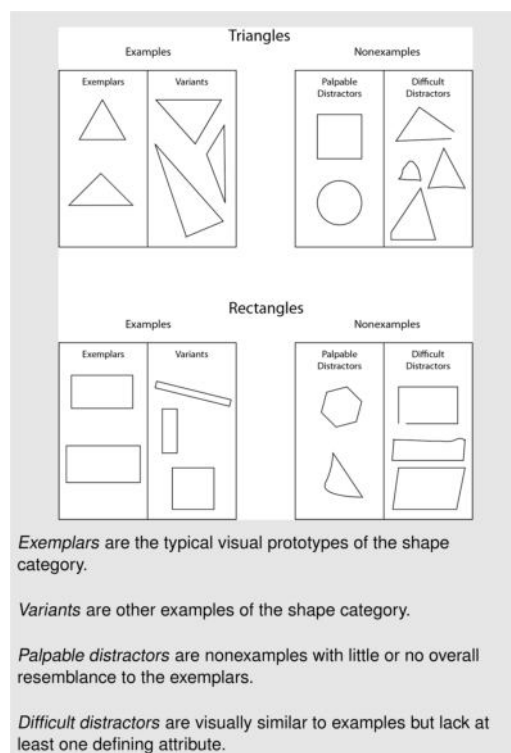 Triangles
Examples
Nonexamples
Exemplars
Variants
Palpable
Distractors
Difficult
Distractors
Rectangles
Examples
Nonexamples
Exemplars
Variants
Palpable
Distractors
Difficult
Distractors
Exemplars are the typical visual prototypes of the shape
category.
Variants are other examples of the shape category.
Palpable distractors are nonexamples with little or no overall
resemblance to the exemplars.
Difficult distractors are visually similar to examples but lack at
least one defining attribute.